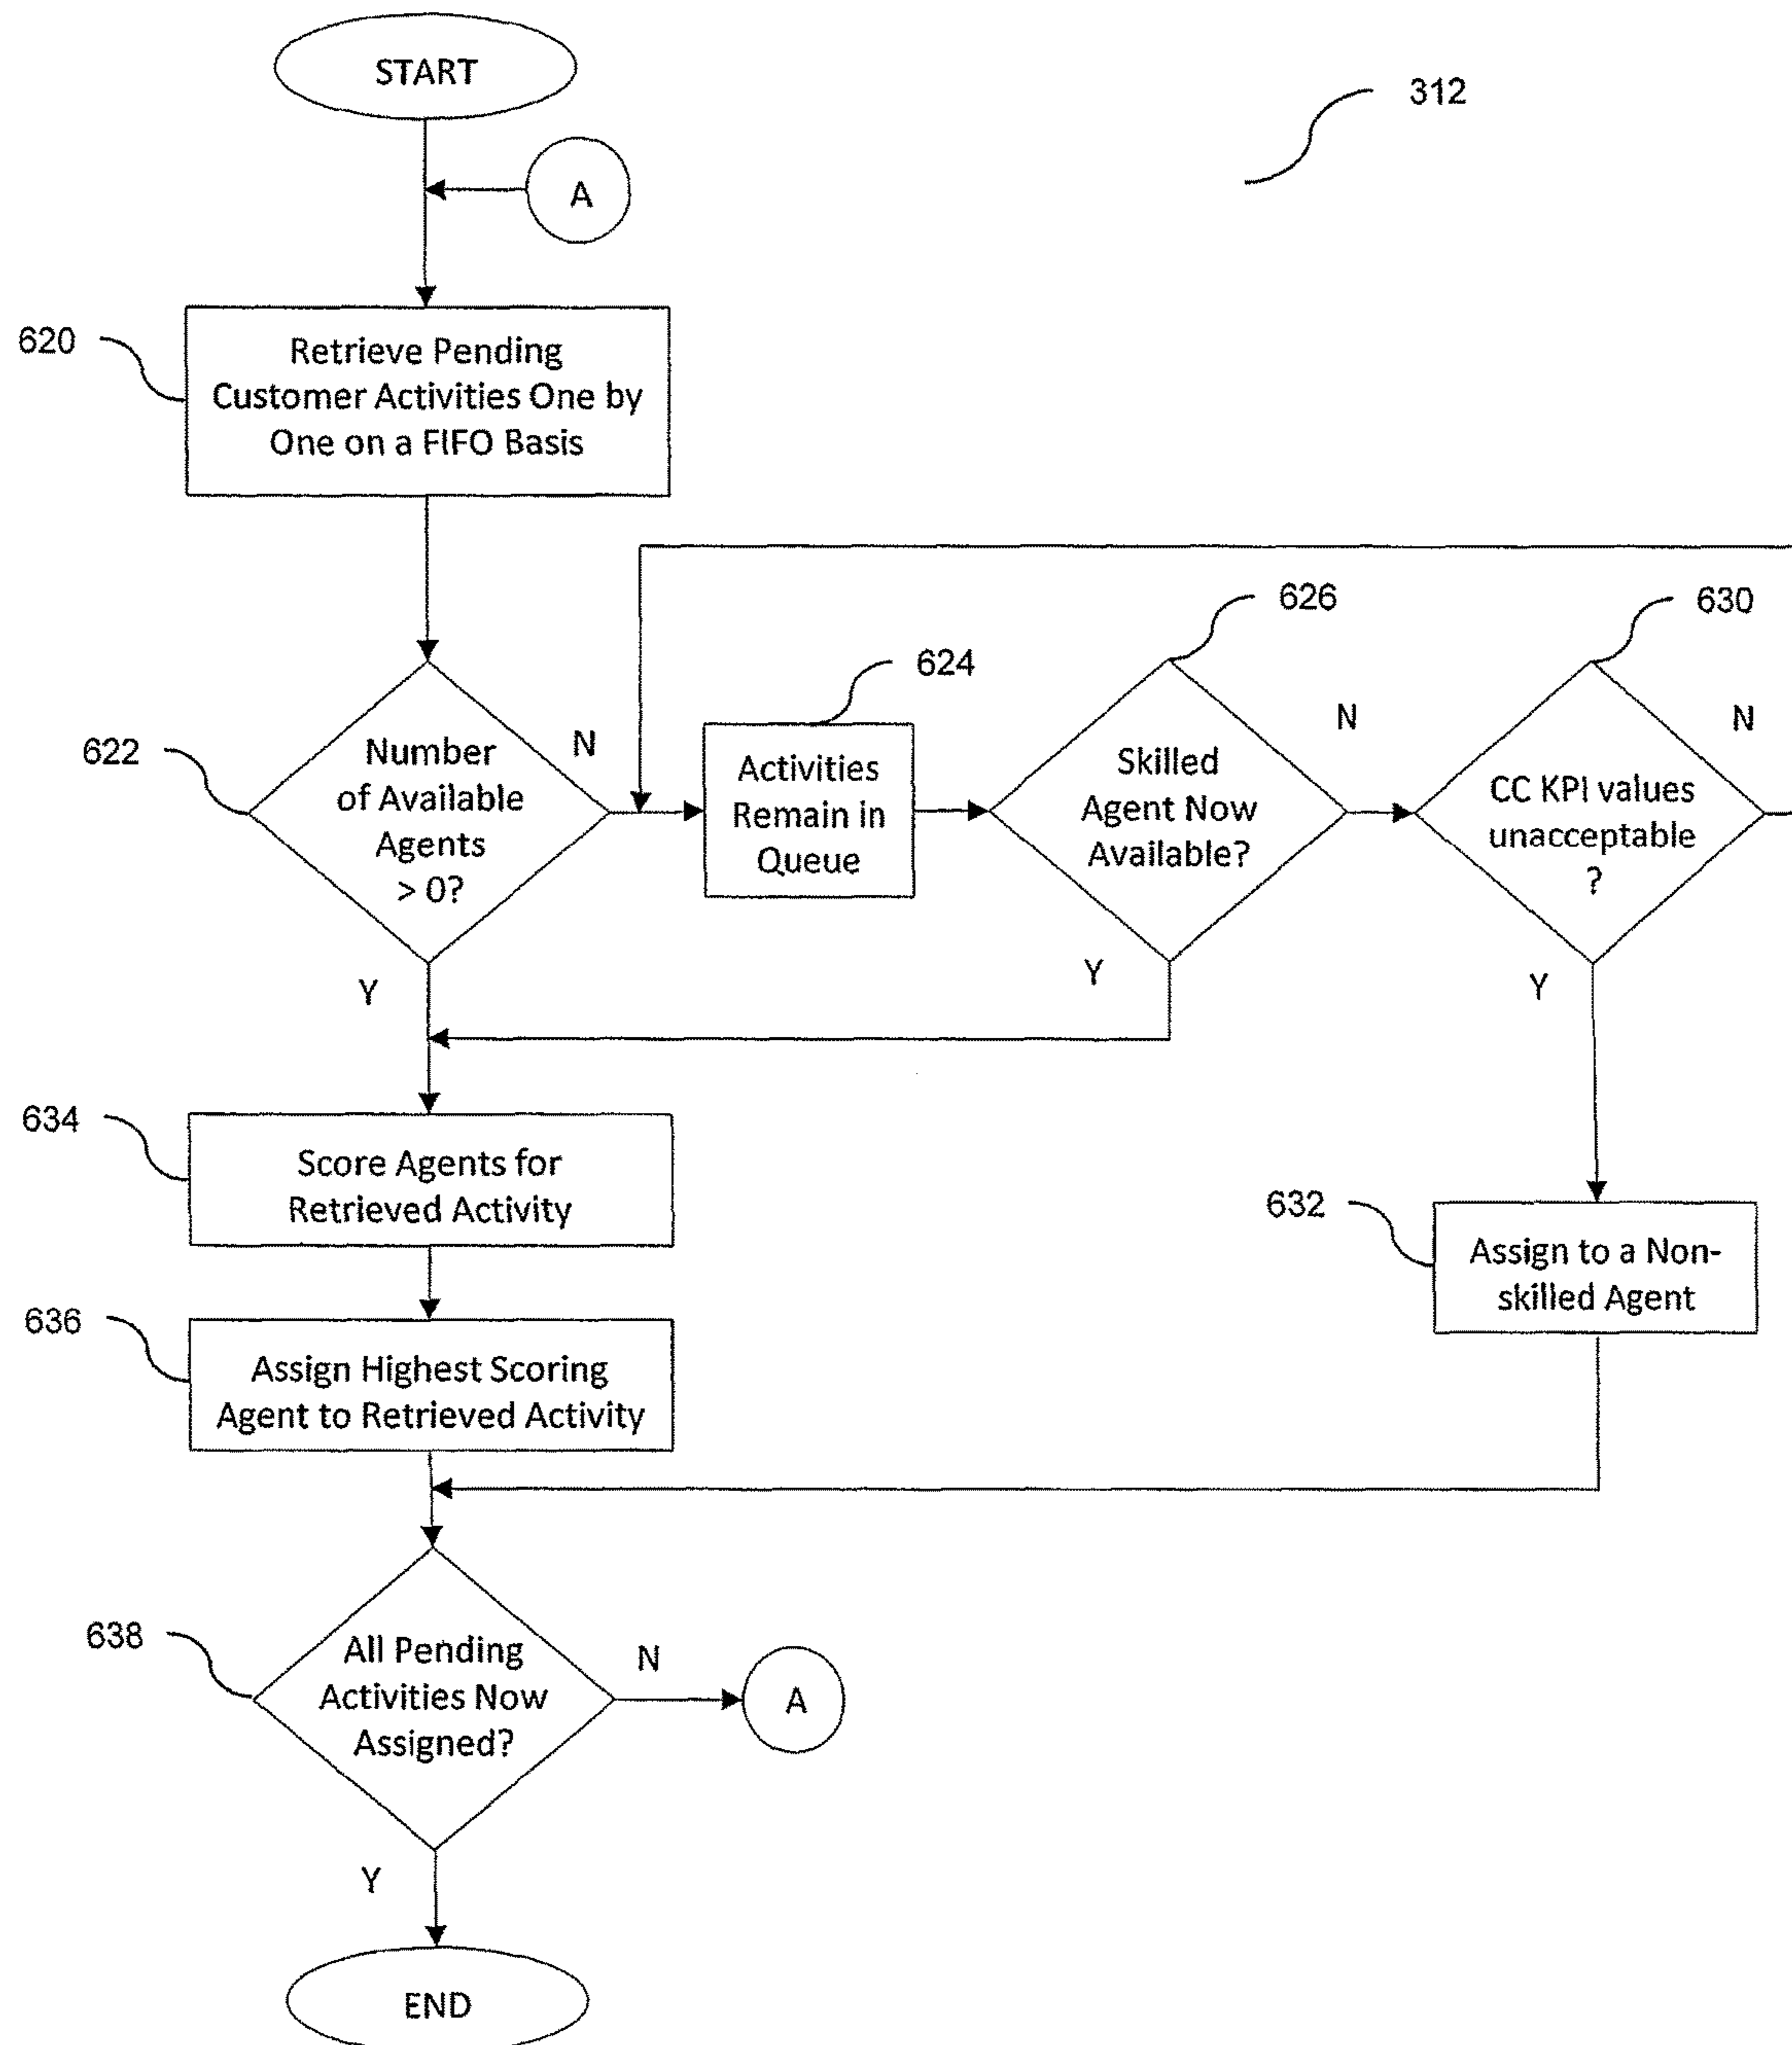 START
312
A
620
Retrieve Pending
Customer Activities One by
One on a FIFO Basis
626
630
624
622
Number
of Available
Agents
> 0?
N
Activities
Remain in
Queue
Skilled
Agent Now
Available?
N
CC KPI values
unacceptable
?
N
Y
Y
Y
634
Score Agents for
Retrieved Activity
632
Assign to a Non-
skilled Agent
636
Assign Highest Scoring
Agent to Retrieved Activity
638
All Pending
Activities Now
Assigned?
N
A
Y
END